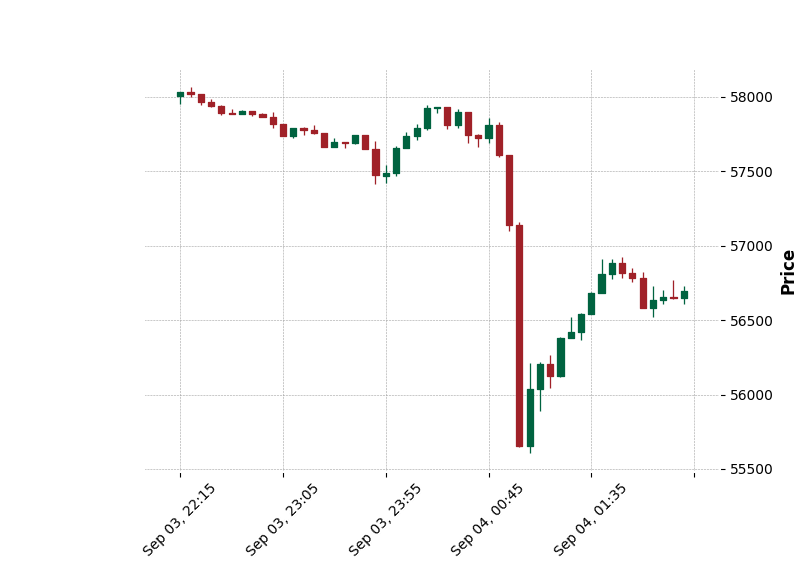 58000
57500
57000
56500
56000
55500
Price
Sep 03, 22:15
Sep 03, 23:05
Sep 03, 23:55
Sep 04, 00:45
Sep 04, 01:35